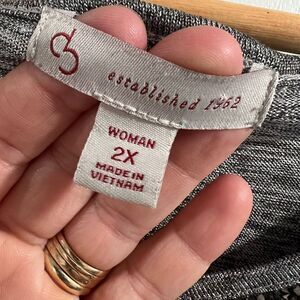 established 1962
WOMAN
2X
MADE IN
VIETNAM